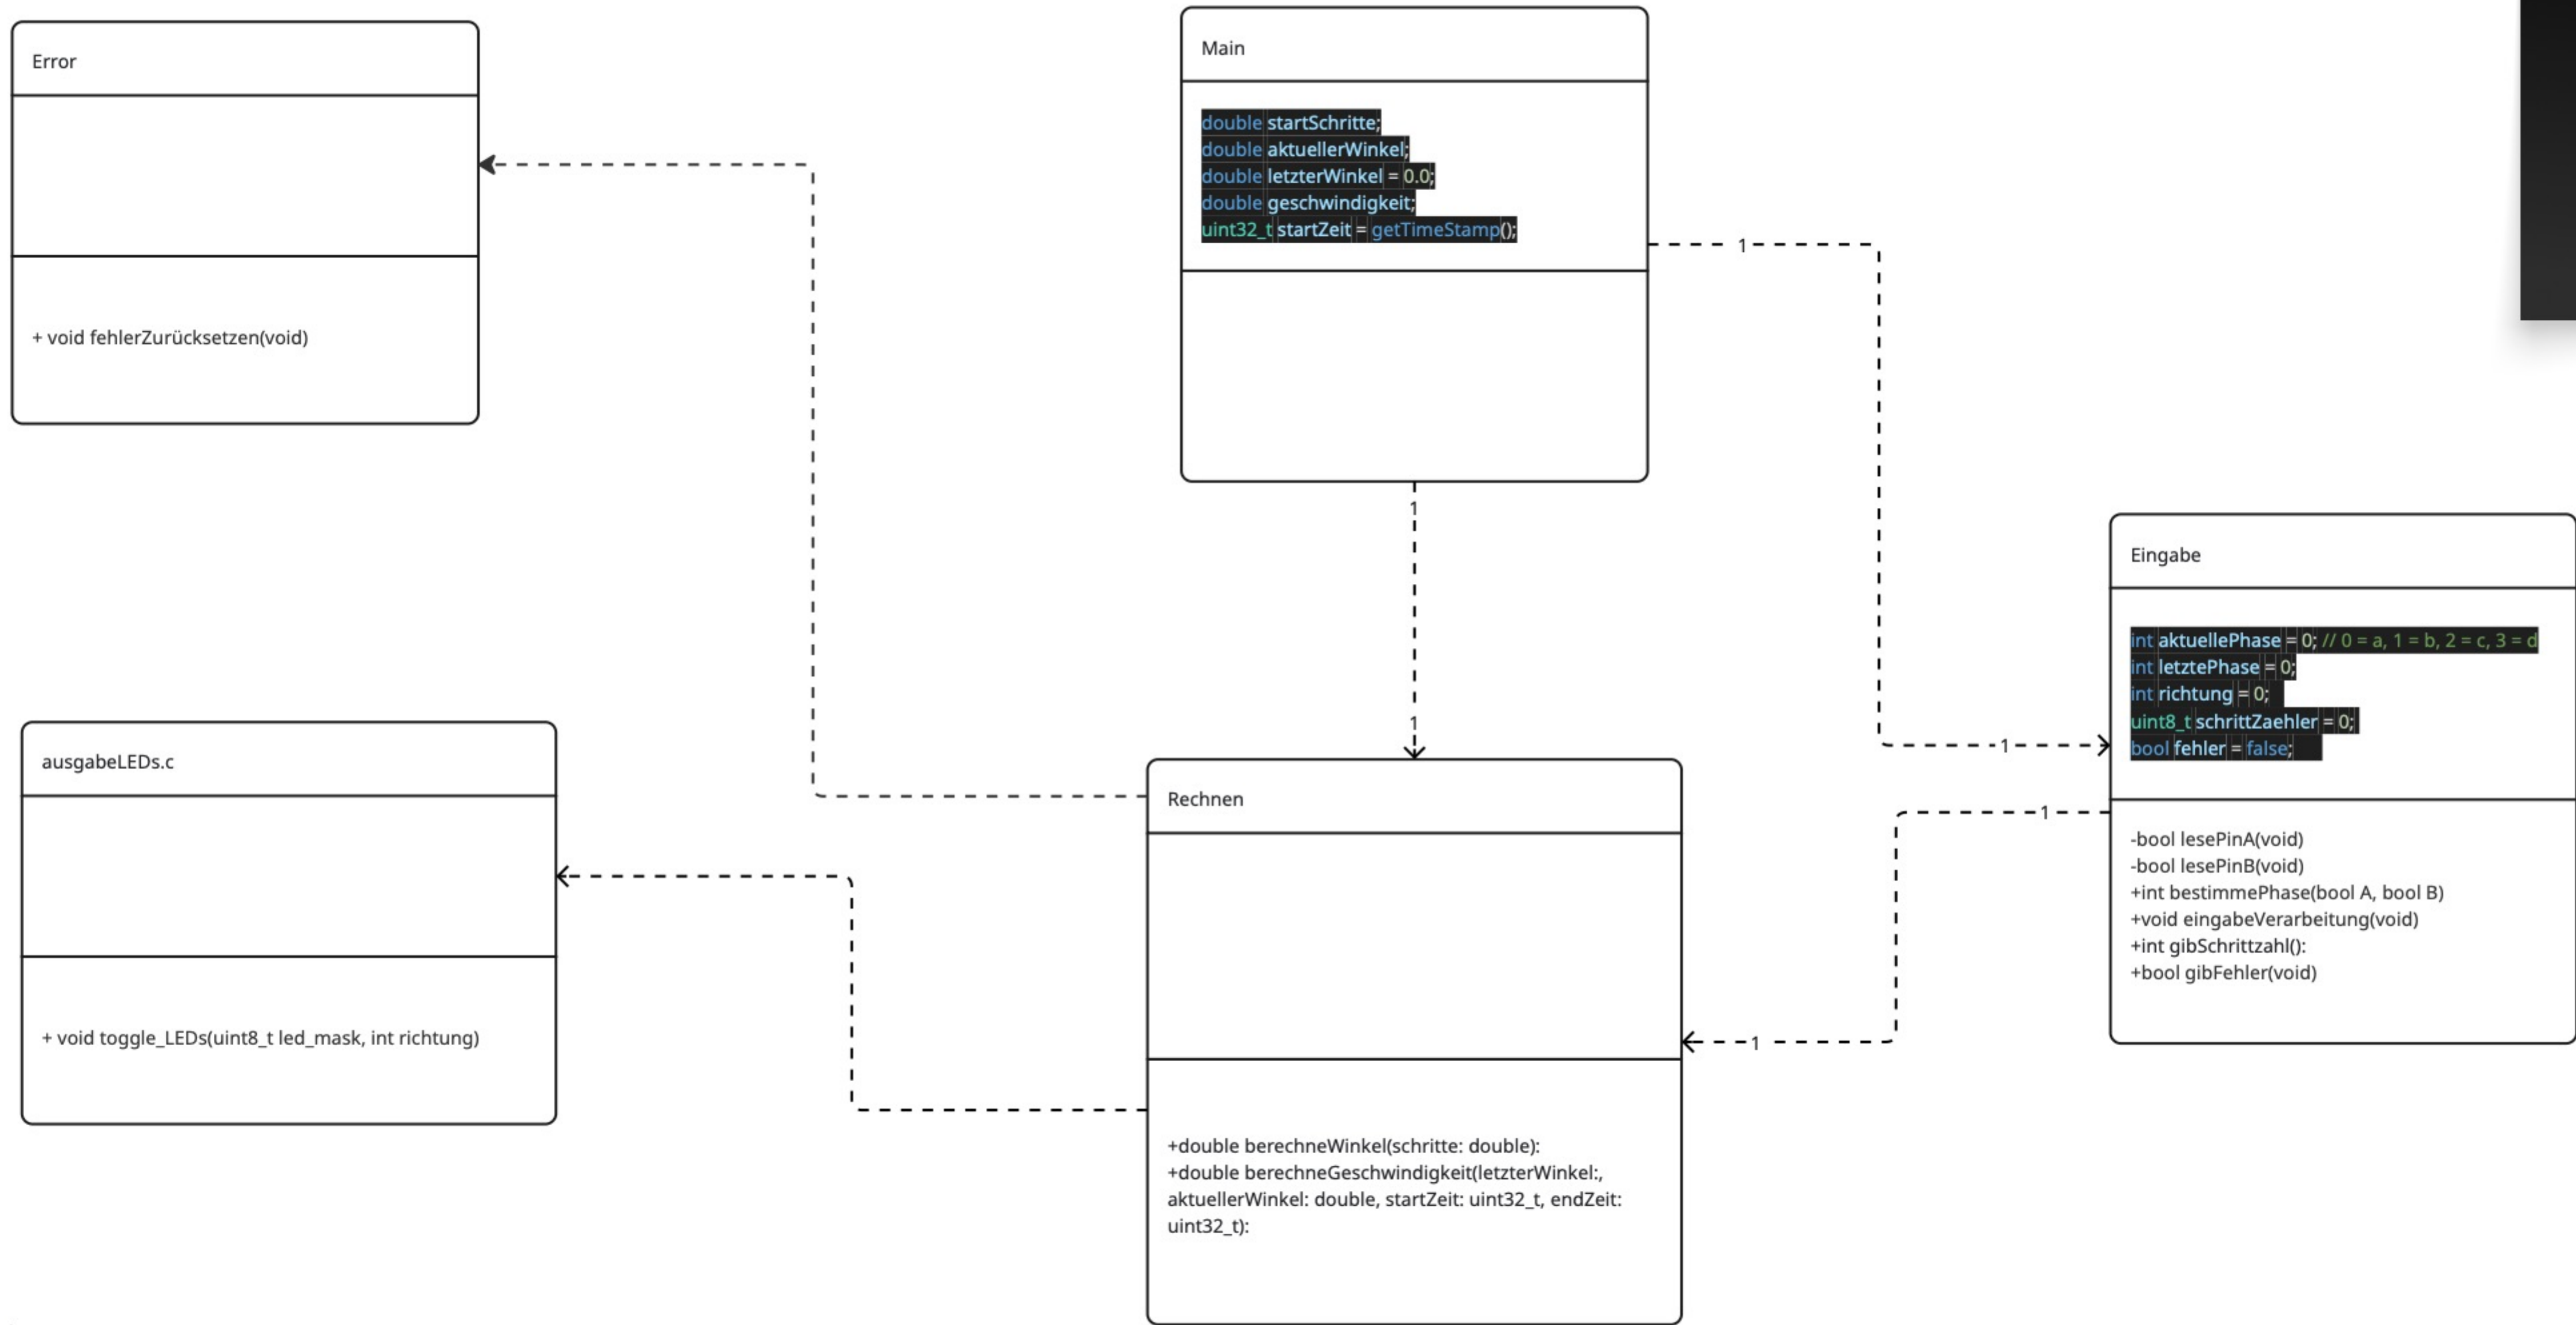 Error
+ void fehlerZurücksetzen(void)
Main
double startSchritte;
double aktuellerWinkel;
double letzterWinkel = 0.0;
double geschwindigkeit;
uint32_t startZeit = getTimeStamp();
1
1
1
1
Eingabe
int aktuellePhase = 0; // 0 = a, 1 = b, 2 = c, 3 = d
int letztePhase = 0;
int richtung = 0;
uint8_t schrittZaehler = 0;
bool fehler = false;
-bool lesePinA(void)
-bool lesePinB(void)
+int bestimmePhase(bool A, bool B)
+void eingabeVerarbeitung(void)
+int gibSchrittzahl():
+bool gibFehler(void)
1
1
ausgabeLEDs.c
+ void toggle_LEDs(uint8_t led_mask, int richtung)
Rechnen
+double berechneWinkel(schritte: double):
+double berechneGeschwindigkeit(letzterWinkel:,
aktuellerWinkel: double, startZeit: uint32_t, endZeit:
uint32_t):